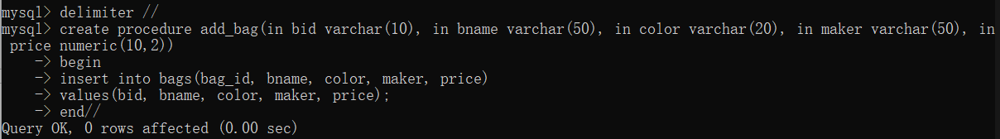 mysql> delimiter //
mysql> create procedure add_bag(in bid varchar(10), in bname varchar(50), in color varchar(20), in maker varchar(50), in
 price numeric(10,2))
    -> begin
    -> insert into bags(bag_id, bname, color, maker, price)
    -> values(bid, bname, color, maker, price);
    -> end//
Query OK, 0 rows affected (0.00 sec)